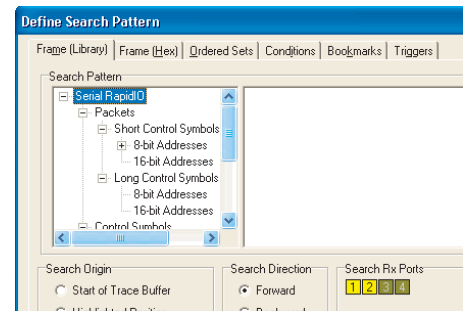 Define Search Pattern
Frame (Library) Frame (Hex) Ordered Sets Conditions Bookmarks Triggers
Search Pattern
Serial RapidIO
Packets
Short Control Symbols
8-bit Addresses
16-bit Addresses
Long Control Symbols
8-bit Addresses
16-bit Addresses
Control Symbols
Search Origin Search Direction Search Rx Ports
Start of Trace Buffer Forward 1 2 3 4